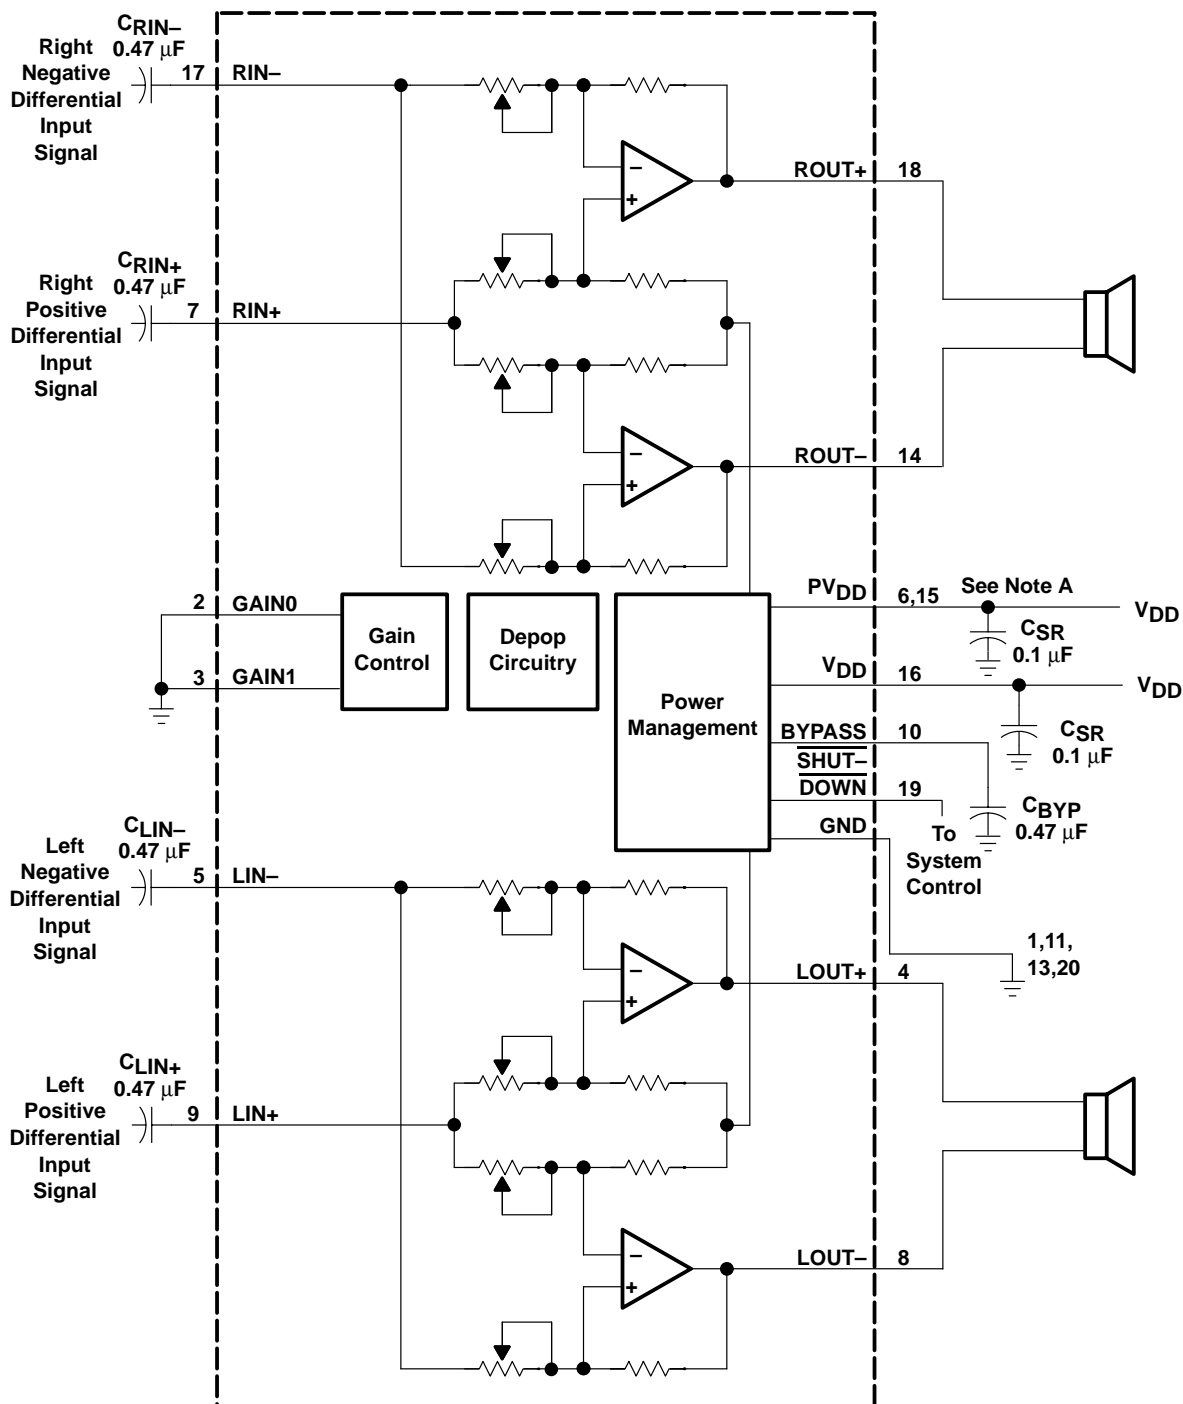 CRIN–
0.47 μF
Right
Negative
Differential
Input
Signal
17 RIN–
–
+
ROUT+ 18
CRIN+
0.47 μF
Right
Positive
Differential
Input
Signal
7 RIN+
–
+
ROUT– 14
2 GAIN0
3 GAIN1
Gain
Control
Depop
Circuitry
Power
Management
PVDD 6,15 See Note A VDD
CSR
0.1 μF
VDD 16 VDD
CSR
0.1 μF
BYPASS 10
CBYP
0.47 μF
SHUT–
DOWN 19
To
System
Control
GND
1,11,
13,20
CLIN–
0.47 μF
Left
Negative
Differential
Input
Signal
5 LIN–
–
+
LOUT+ 4
CLIN+
0.47 μF
Left
Positive
Differential
Input
Signal
9 LIN+
–
+
LOUT– 8